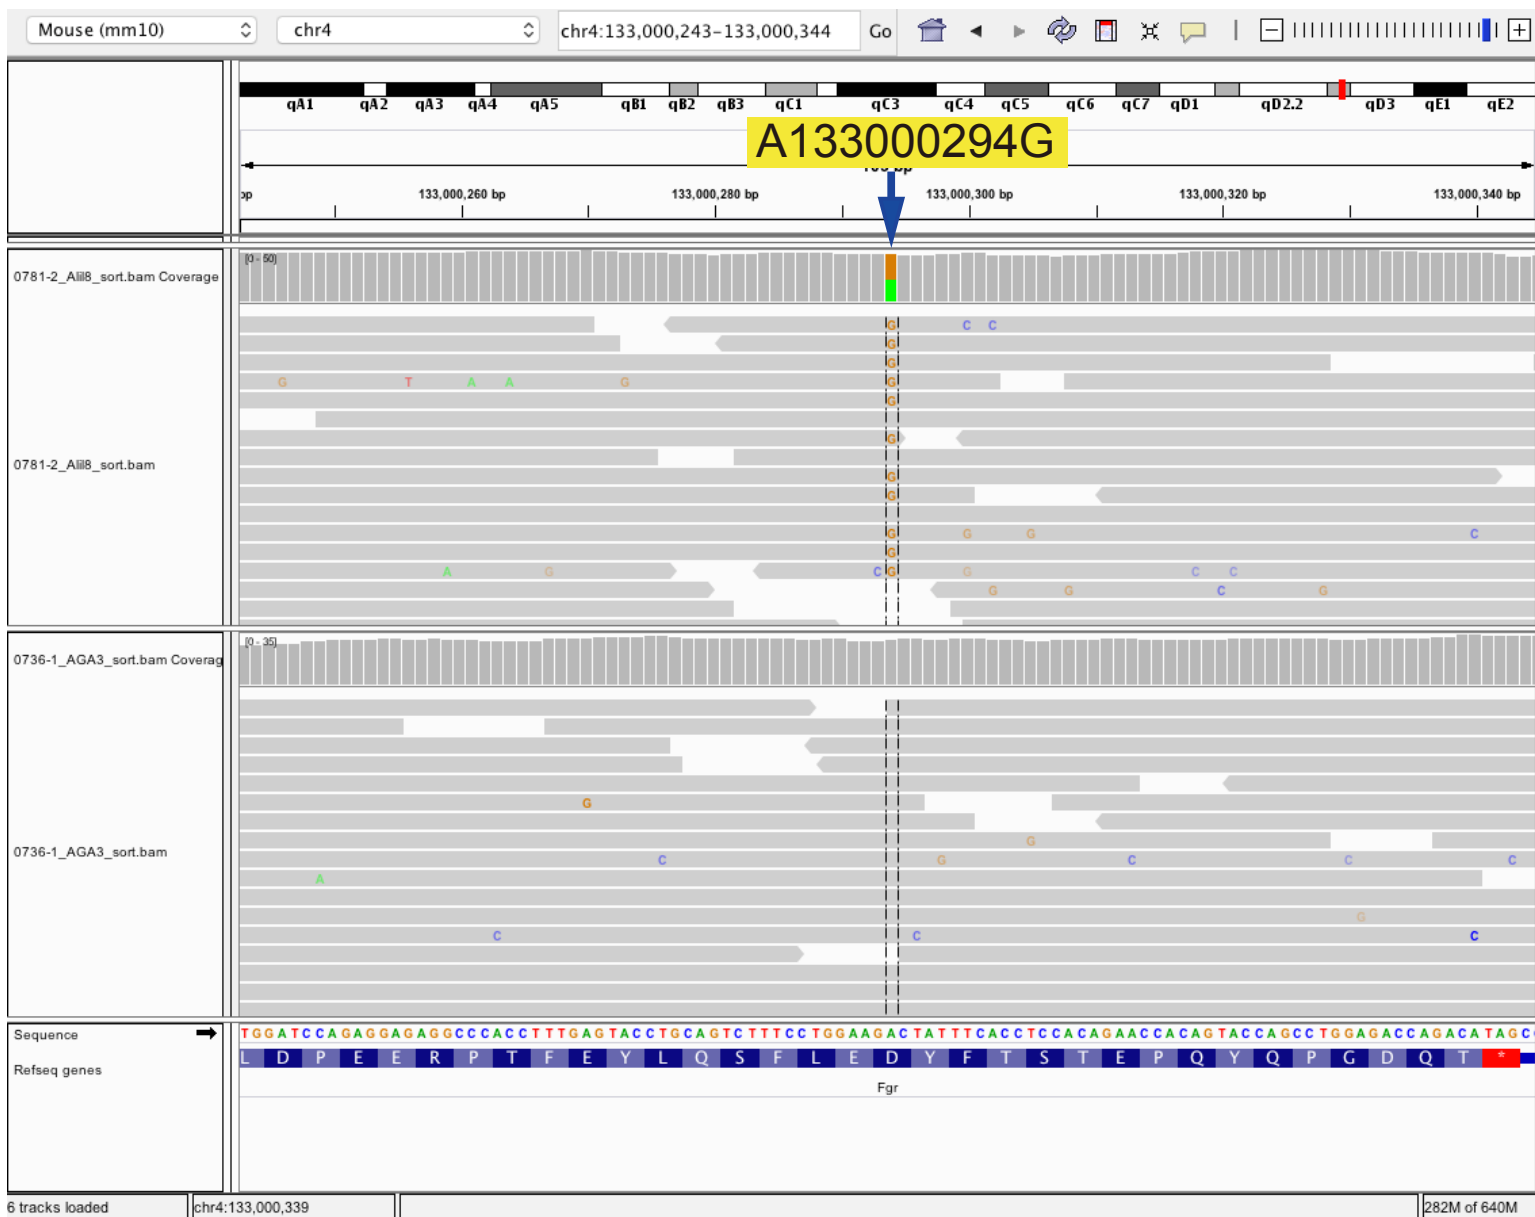 Mouse (mm10) chr4 chr4:133,000,243-133,000,344 Go
qA1 qA2 qA3 qA4 qA5 qB1 qB2 qB3 qC1 qC3 qC4 qC5 qC6 qC7 qD1 qD2.2 qD3 qE1 qE2
A133000294G
bp 133,000,260 bp 133,000,280 bp 133,000,300 bp 133,000,320 bp 133,000,340 bp
0781-2_Alil8_sort.bam Coverage
[0 - 50]
G C C
G
G
G T A A G G
G
G
0781-2_Alil8_sort.bam
G
G
G G G C
G
A G C G G C C
G G C G
0736-1_AGA3_sort.bam Coverag
[0 - 35]
G
G
0736-1_AGA3_sort.bam
C G C C C
A
G
C C C
Sequence
TGGATCCAGAGGAGAGGCCCACCTTTGAGTACCTGCAGTCTTTCCTGGAAGACTATTTCACCTCCACAGAACCACAGTACCAGCCTGGAGACCAGACATAGC
Refseq genes
L D P E E R P T F E Y L Q S F L E D Y F T S T E P Q Y Q P G D Q T *
Fgr
6 tracks loaded chr4:133,000,339 282M of 640M